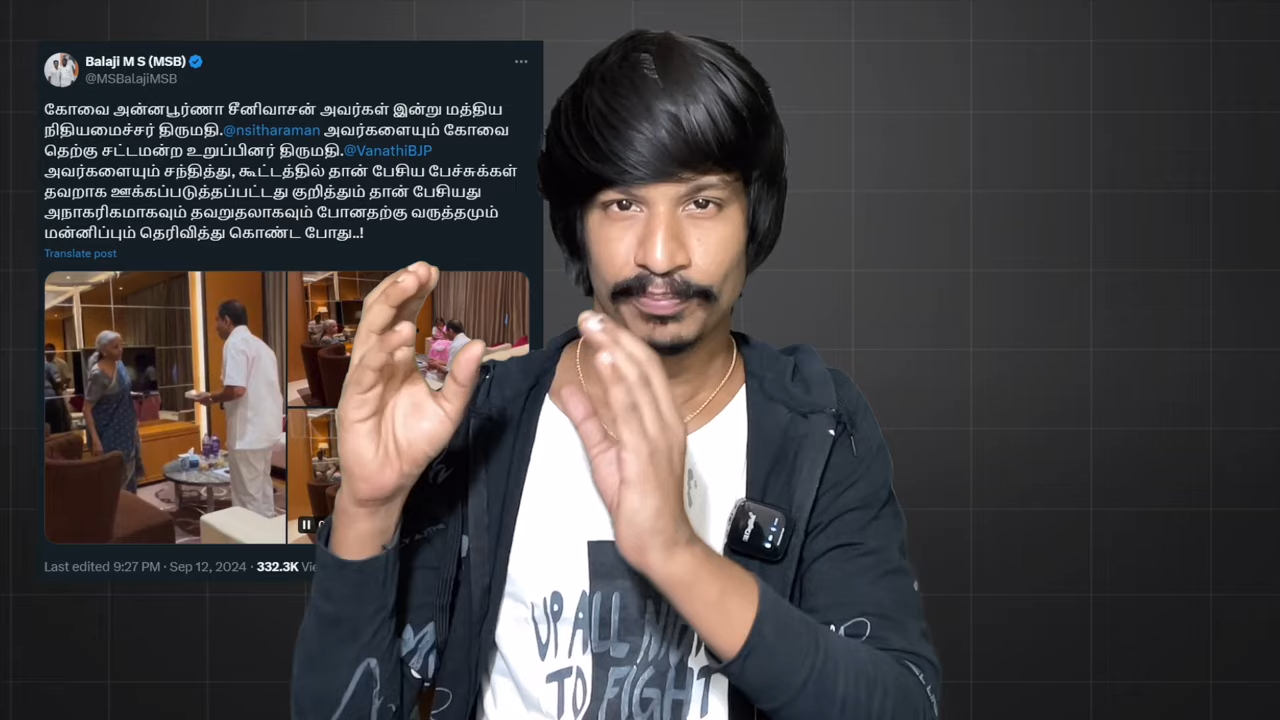 Balaji M S (MSB)
@MSBalajiMSB
கோவை அன்னபூர்ணா சீனிவாசன் அவர்கள் இன்று மத்திய
நிதியமைச்சர் திருமதி.@nsitharaman அவர்களையும் கோவை
தெற்கு சட்டமன்ற உறுப்பினர் திருமதி.@VanathiBJP
அவர்களையும் சந்தித்து, கூட்டத்தில் தான் பேசிய பேச்சுக்கள்
தவறாக ஊக்கப்படுத்தப்பட்டது குறித்தும் தான் பேசியது
அநாகரிகமாகவும் தவறுதலாகவும் போனதற்கு வருத்தமும்
மன்னிப்பும் தெரிவித்து கொண்ட போது..!
Translate post
Last edited 9:27 PM · Sep 12, 2024 · 332.3K
UP ALL
TO FIGHT